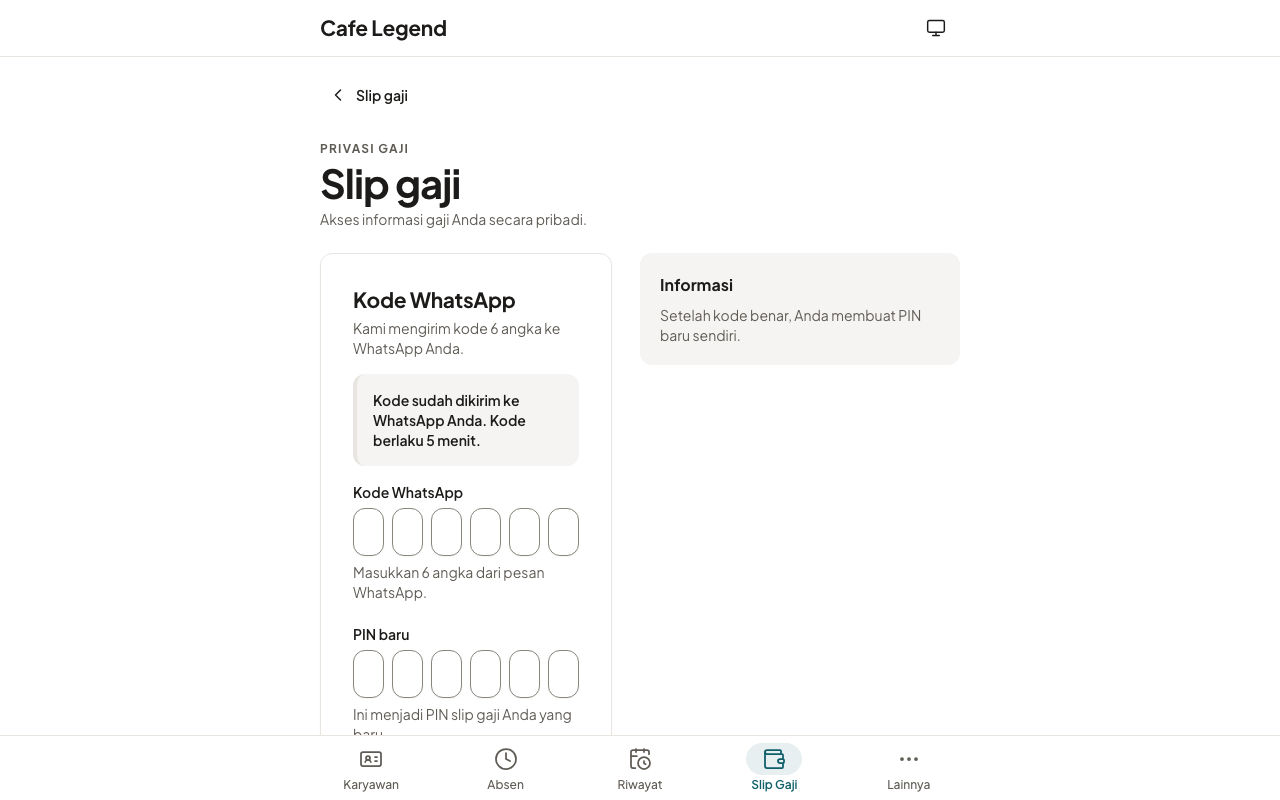 Cafe Legend
Slip gaji
PRIVASI GAJI
Slip gaji
Akses informasi gaji Anda secara pribadi.
Kode WhatsApp
Kami mengirim kode 6 angka ke
WhatsApp Anda.
Kode sudah dikirim ke
WhatsApp Anda. Kode
berlaku 5 menit.
Kode WhatsApp
Masukkan 6 angka dari pesan
WhatsApp.
PIN baru
Ini menjadi PIN slip gaji Anda yang
baru.
Informasi
Setelah kode benar, Anda membuat PIN
baru sendiri.
Karyawan
Absen
Riwayat
Slip Gaji
Lainnya